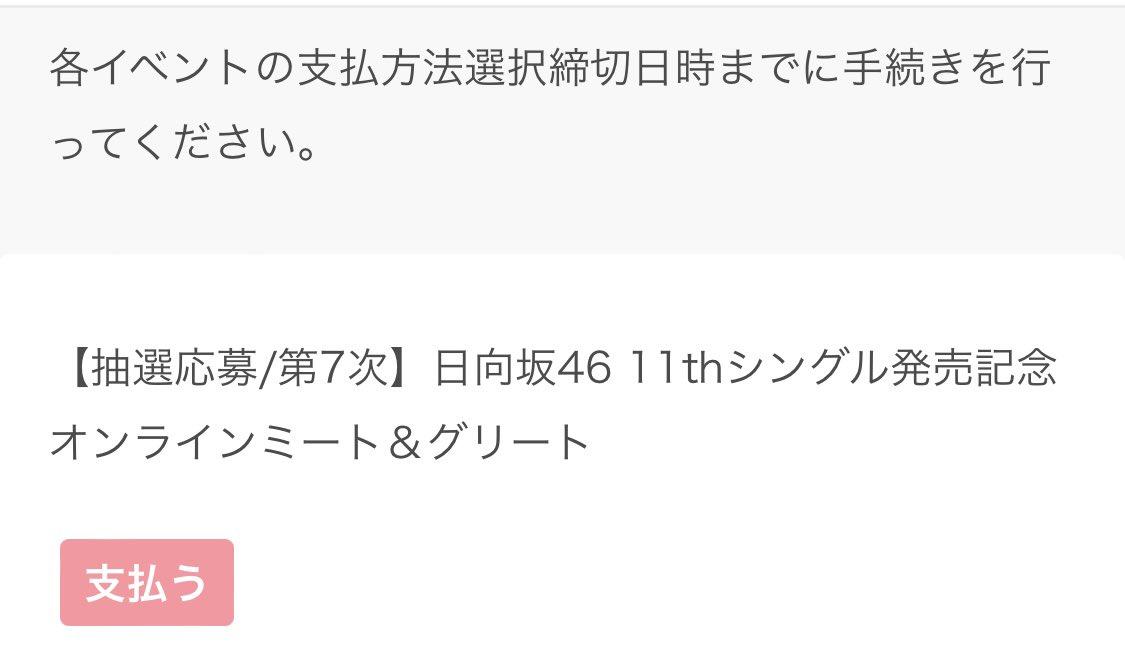 各イベントの支払方法選択締切日時までに手続きを行
ってください。
【抽選応募/第7次】日向坂46 11thシングル発売記念
オンラインミート＆グリート
支払う